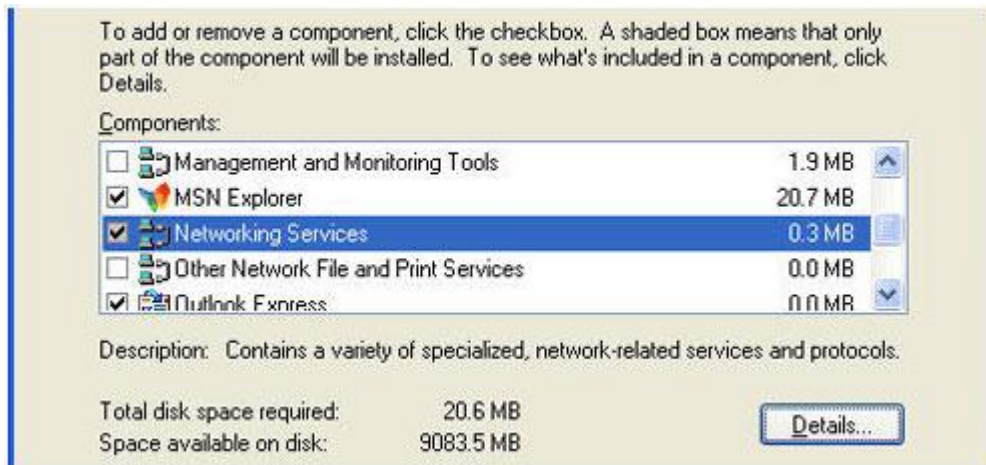 To add or remove a component, click the checkbox. A shaded box means that only
part of the component will be installed. To see what's included in a component, click
Details.
Components:
Management and Monitoring Tools 1.9 MB
MSN Explorer 20.7 MB
Networking Services 0.3 MB
Other Network File and Print Services 0.0 MB
Outlook Express 0.0 MB
Description: Contains a variety of specialized, network-related services and protocols.
Total disk space required: 20.6 MB
Space available on disk: 9083.5 MB
Details...